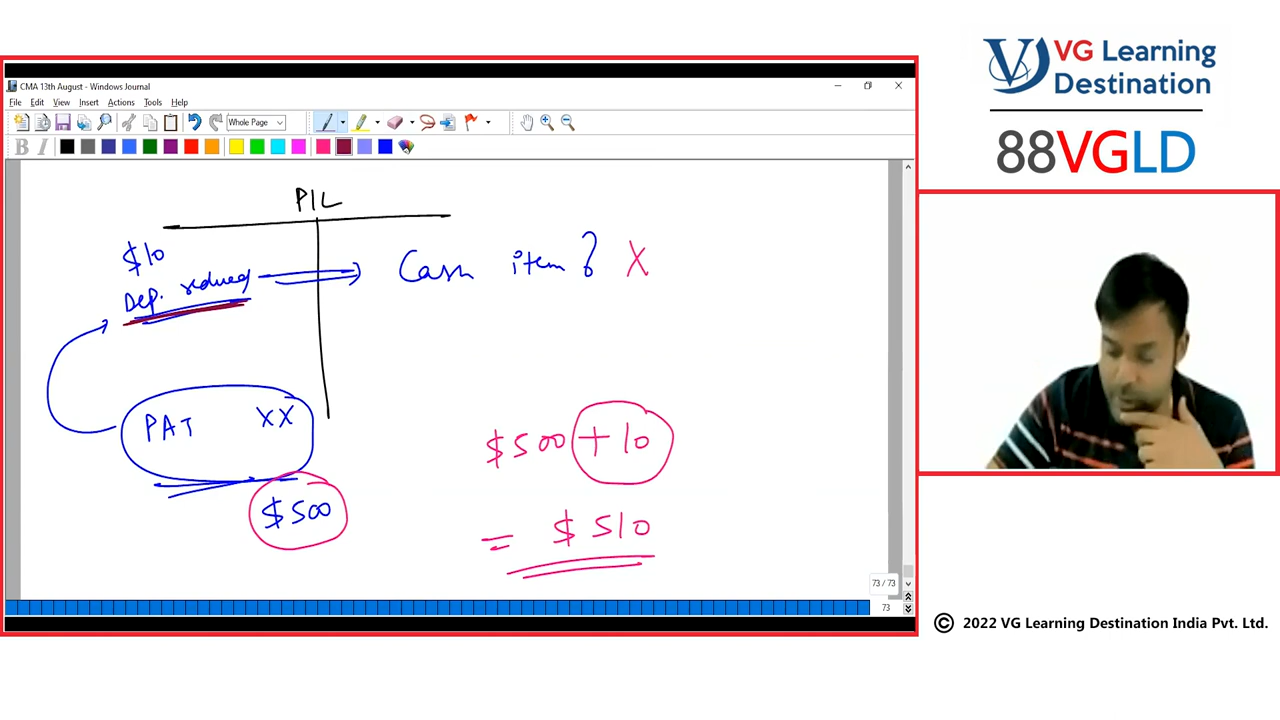 CMA 13th August - Windows Journal
File Edit View Insert Actions Tools Help
Whole Page
B I
P/L
$10
Dep. reduced
Cash item? X
PAT XX
$500
$500 + 10
= $510
73 / 73
73
VG Learning
Destination
88VGLD
© 2022 VG Learning Destination India Pvt. Ltd.